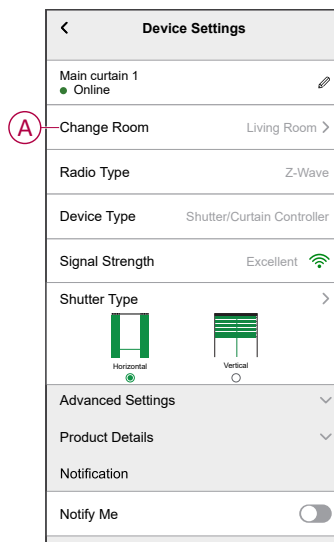 Device Settings
Main curtain 1
Online
A
Change Room Living Room
Radio Type Z-Wave
Device Type Shutter/Curtain Controller
Signal Strength Excellent
Shutter Type
Horizontal Vertical
Advanced Settings
Product Details
Notification
Notify Me